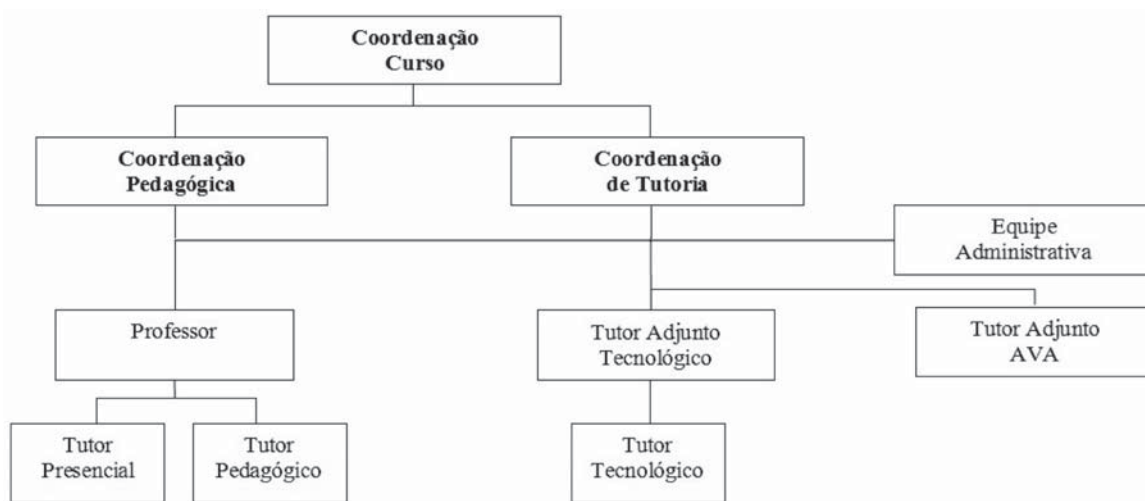 Coordenação
Curso
Coordenação
Pedagógica
Coordenação
de Tutoria
Equipe
Administrativa
Professor
Tutor Adjunto
Tecnológico
Tutor Adjunto
AVA
Tutor
Presencial
Tutor
Pedagógico
Tutor
Tecnológico